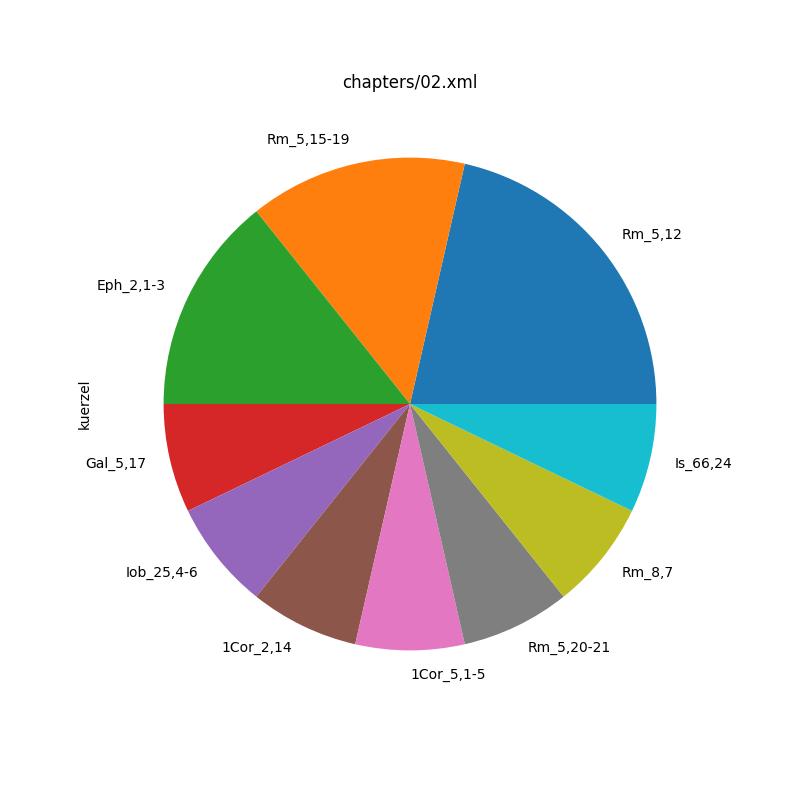 chapters/02.xml
Rm_5,15-19
Rm_5,12
Eph_2,1-3
kuerzel
Gal_5,17
Is_66,24
Iob_25,4-6
Rm_8,7
1Cor_2,14
Rm_5,20-21
1Cor_5,1-5